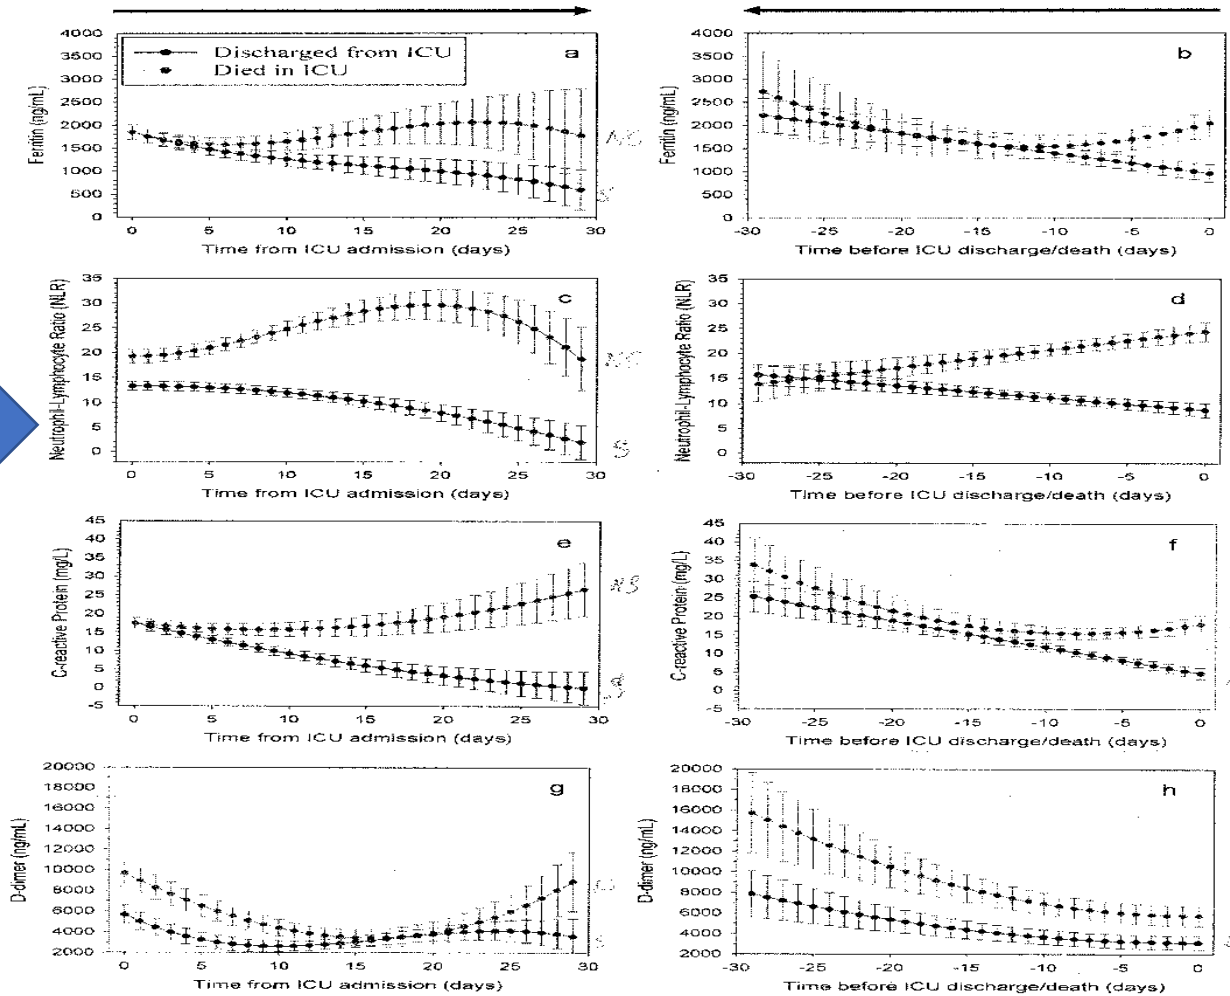 Discharged from ICU
Died in ICU
a
Ferritin (ng/mL)
4000
3500
3000
2500
2000
1500
1000
500
0
0 5 10 15 20 25 30
Time from ICU admission (days)
NS
S
b
Ferritin (ng/mL)
4000
3500
3000
2500
2000
1500
1000
500
0
-30 -25 -20 -15 -10 -5 0
Time before ICU discharge/death (days)
c
Neutrophil-Lymphocyte Ratio (NLR)
35
30
25
20
15
10
5
0
0 5 10 15 20 25 30
Time from ICU admission (days)
NS
S
d
Neutrophil-Lymphocyte Ratio (NLR)
35
30
25
20
15
10
5
0
-30 -25 -20 -15 -10 -5 0
Time before ICU discharge/death (days)
e
C-reactive Protein (mg/L)
45
40
35
30
25
20
15
10
5
0
-5
0 5 10 15 20 25 30
Time from ICU admission (days)
NS
S
f
C-reactive Protein (mg/L)
45
40
35
30
25
20
15
10
5
0
-5
-30 -25 -20 -15 -10 -5 0
Time before ICU discharge/death (days)
g
D-dimer (ng/mL)
20000
18000
16000
14000
12000
10000
8000
6000
4000
2000
0 5 10 15 20 25 30
Time from ICU admission (days)
S
h
D-dimer (ng/mL)
20000
18000
16000
14000
12000
10000
8000
6000
4000
2000
-30 -25 -20 -15 -10 -5 0
Time before ICU discharge/death (days)